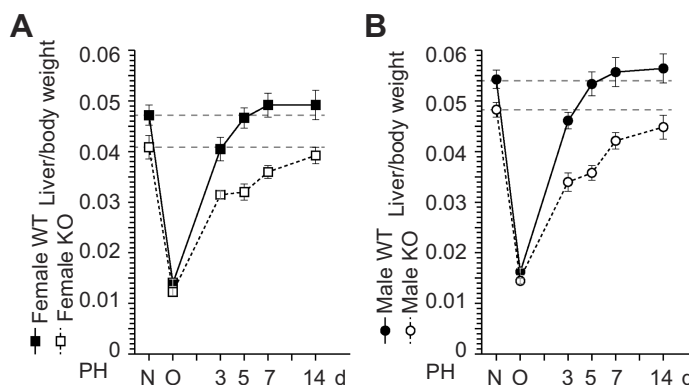 A
Liver/body weight
Female WT
Female KO
0.06
0.05
0.04
0.03
0.02
0.01
0
PH
N O 3 5 7 14 d
B
Liver/body weight
Male WT
Male KO
0.06
0.05
0.04
0.03
0.02
0.01
0
PH
N O 3 5 7 14 d